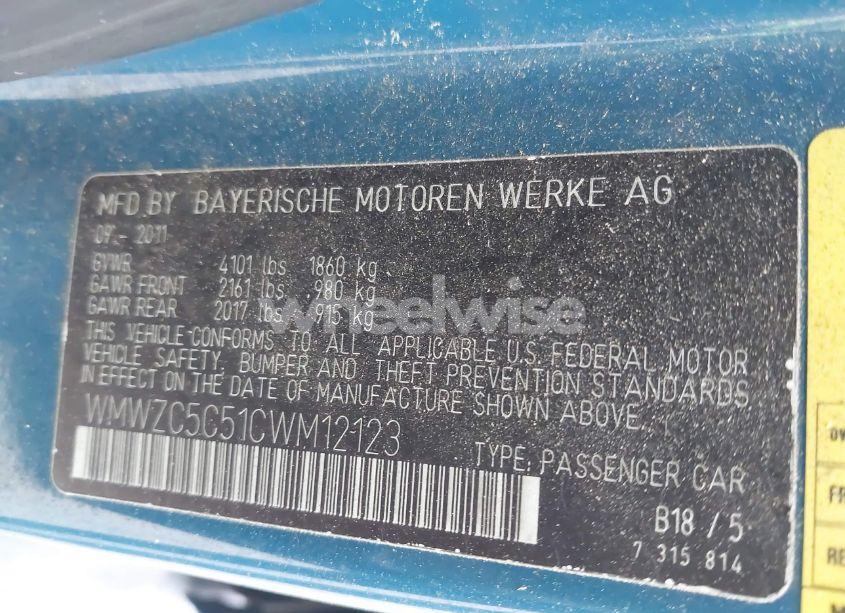 MFD BY BAYERISCHE MOTOREN WERKE AG
09 - 2011
GVWR 4101 lbs 1860 kg
GAWR FRONT 2161 lbs 980 kg
GAWR REAR 2017 lbs 915 kg
wheelwise
THIS VEHICLE CONFORMS TO ALL APPLICABLE U.S. FEDERAL MOTOR
VEHICLE SAFETY, BUMPER AND THEFT PREVENTION STANDARDS
IN EFFECT ON THE DATE OF MANUFACTURE SHOWN ABOVE.
WMWZC5C51CWM12123
TYPE: PASSENGER CAR
B18 / 5
7 315 814
FR
RE